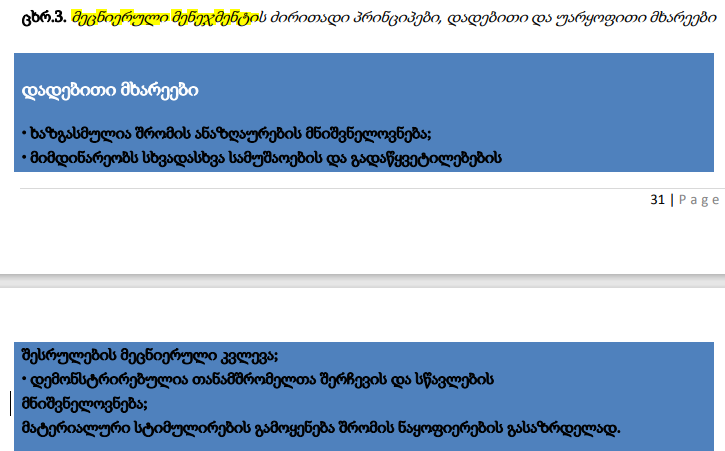 ცხრ.3. მეცნიერული მენეჯმენტის ძირითადი პრინციპები, დადებითი და უარყოფითი მხარეები
დადებითი მხარეები
• ხაზგასმულია შრომის ანაზღაურების მნიშვნელოვნება;
• მიმდინარეობს სხვადასხვა სამუშაოების და გადაწყვეტილებების
31 | Page
შესრულების მეცნიერული კვლევა;
• დემონსტრირებულია თანამშრომელთა შერჩევის და სწავლების
მნიშვნელოვნება;
მატერიალური სტიმულირების გამოყენება შრომის ნაყოფიერების გასაზრდელად.